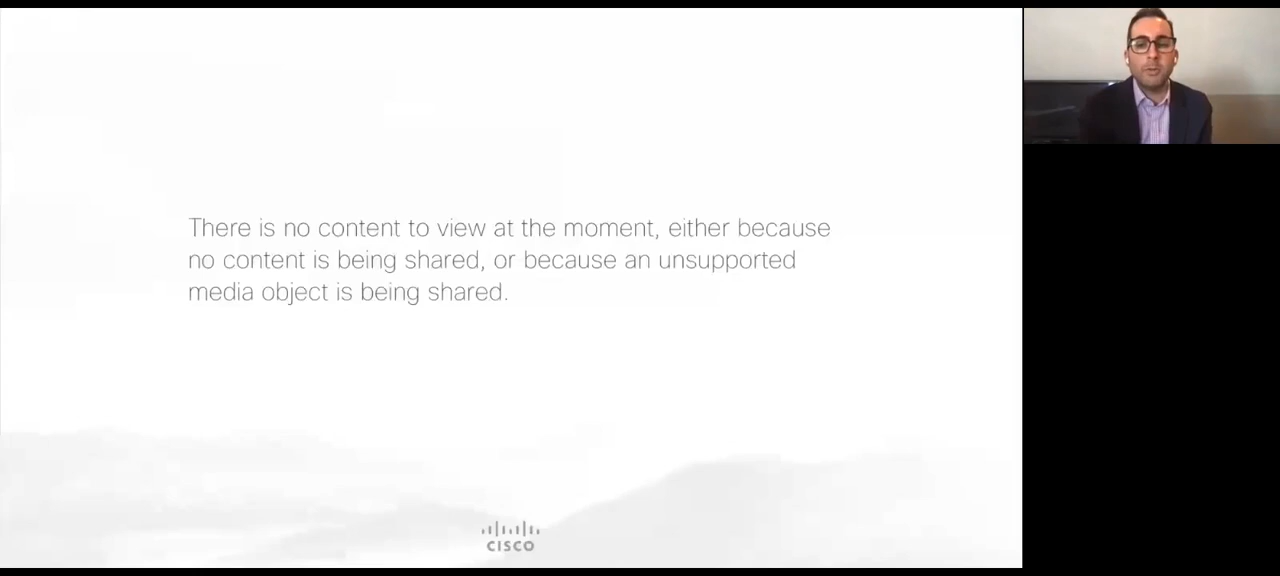 There is no content to view at the moment, either because
no content is being shared, or because an unsupported
media object is being shared.
CISCO